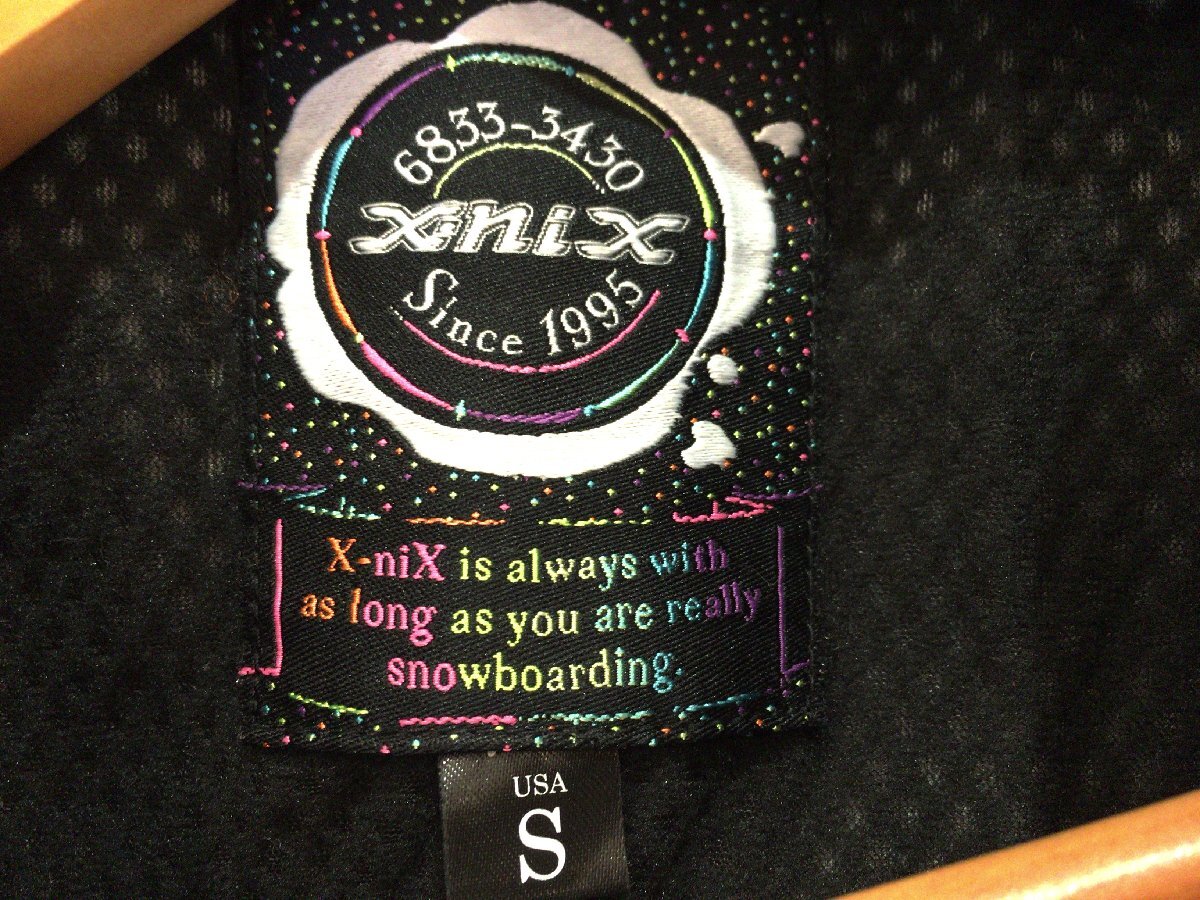 6833-3430
x-nix
Since 1995
X-niX is always with
as long as you are really
snowboarding.
USA
S